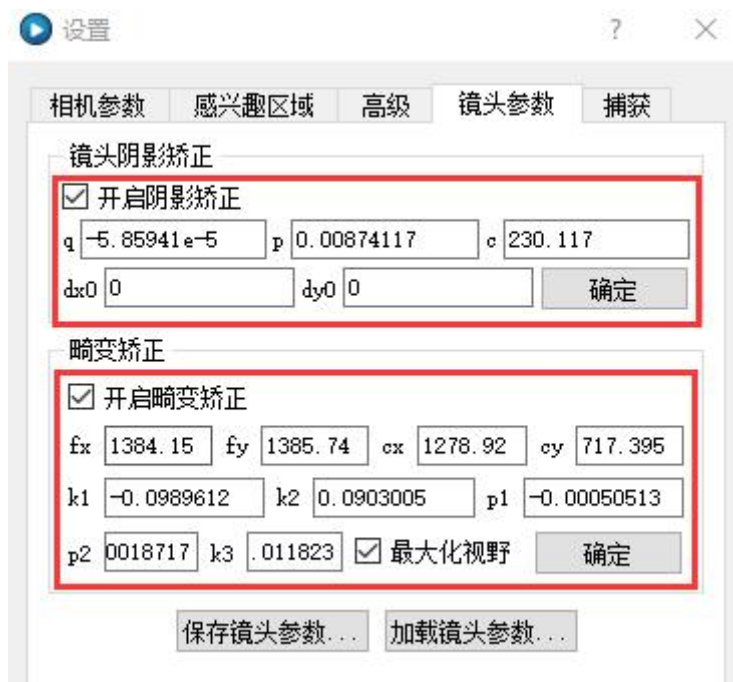 设置 ? ×
相机参数 感兴趣区域 高级 镜头参数 捕获
镜头阴影矫正
开启阴影矫正
q -5.85941e-5 p 0.00874117 c 230.117
dx0 0 dy0 0 确定
畸变矫正
开启畸变矫正
fx 1384.15 fy 1385.74 cx 1278.92 cy 717.395
k1 -0.0989612 k2 0.0903005 p1 -0.00050513
p2 0018717 k3 .011823 最大化视野 确定
保存镜头参数... 加载镜头参数...